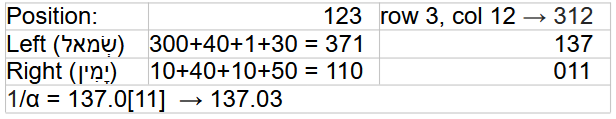 Position: 123 row 3, col 12 → 312
Left (שְׂמֹאל) 300+40+1+30 = 371 137
Right (יָמִין) 10+40+10+50 = 110 011
1/α = 137.0[11] → 137.03